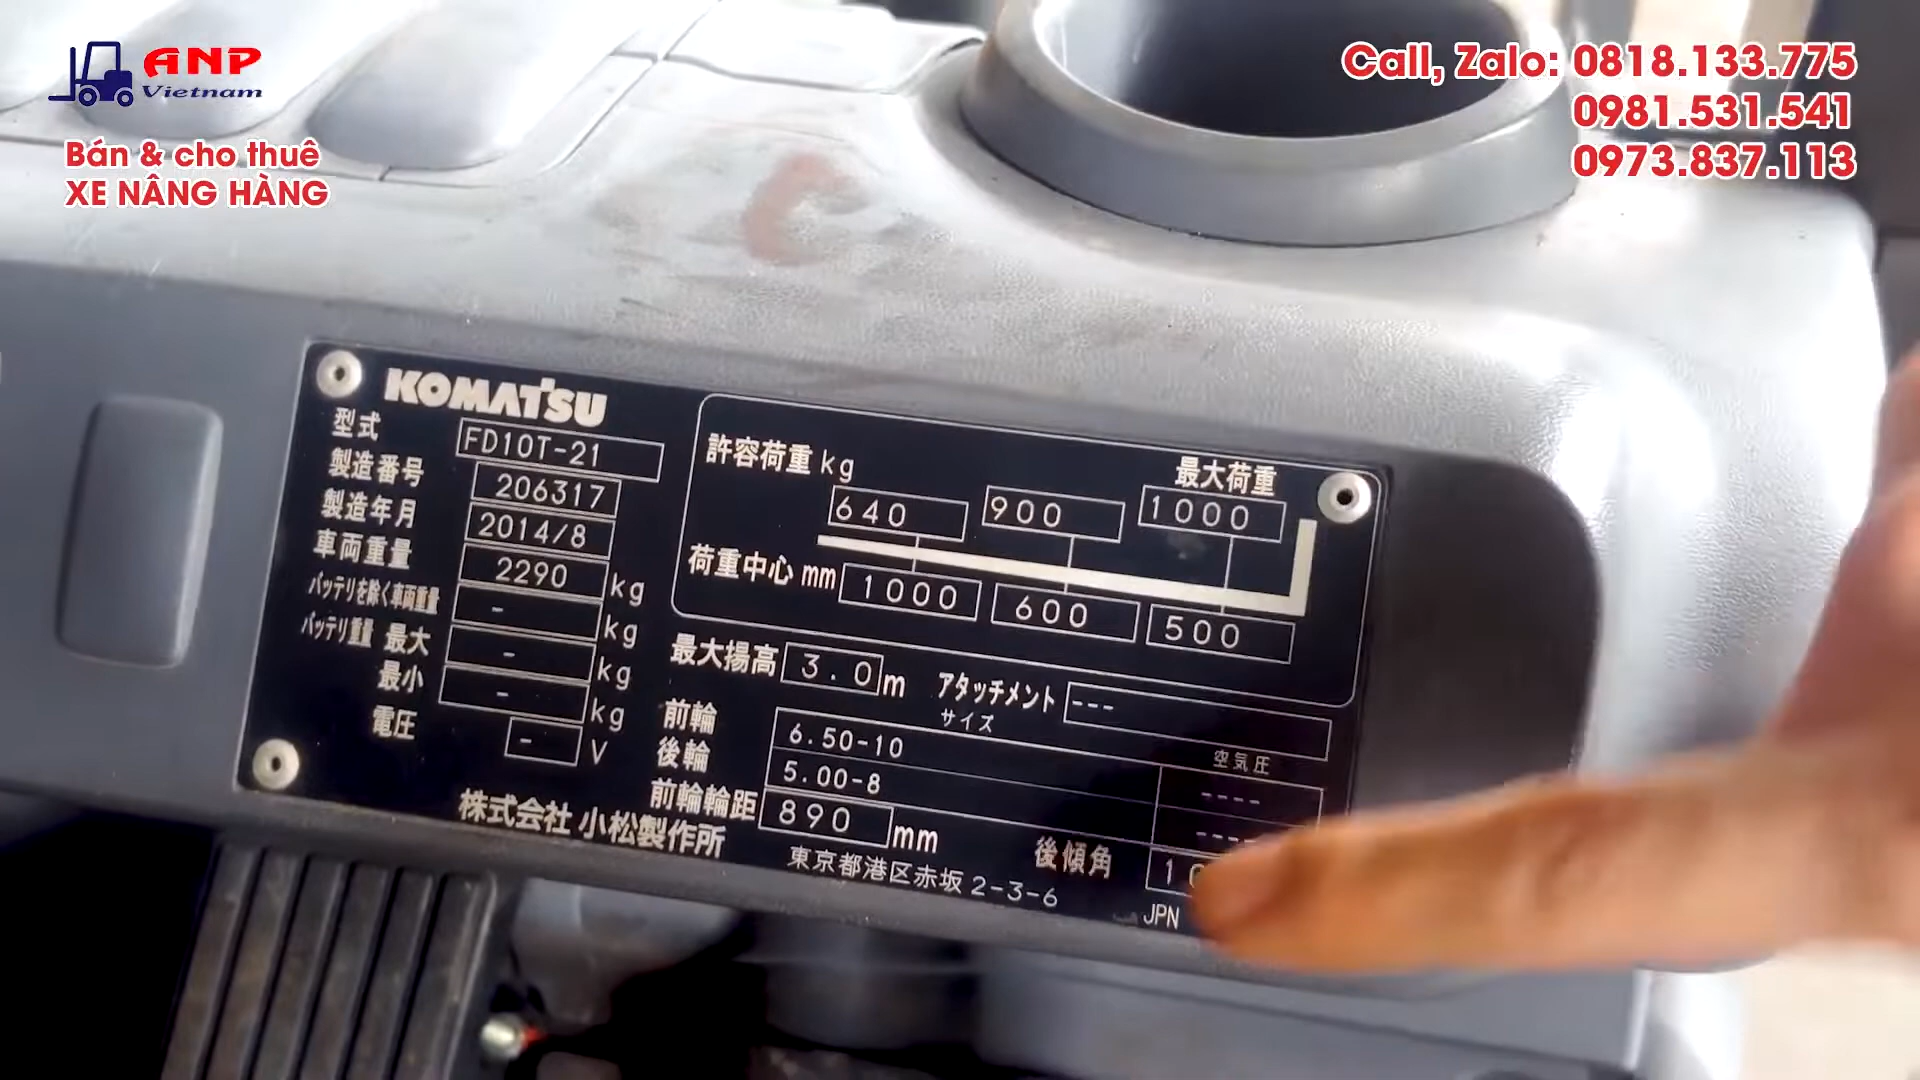 ANP
Vietnam
Bán & cho thuê
XE NÂNG HÀNG
Call, Zalo: 0818.133.775
0981.531.541
0973.837.113
KOMATSU
型式 FD10T-21
製造番号 206317
製造年月 2014/8
車両重量 2290 kg
バッテリを除く車両重量 - kg
バッテリ重量 最大 - kg
最小 - kg
電圧 - V
許容荷重 kg 最大荷重
640 900 1000
荷重中心 mm 1000 600 500
最大揚高 3.0 m アタッチメント ---
サイズ 空気圧
前輪 6.50-10 ----
後輪 5.00-8
前輪輪距 890 mm 後傾角
株式会社 小松製作所
東京都港区赤坂 2-3-6
JPN